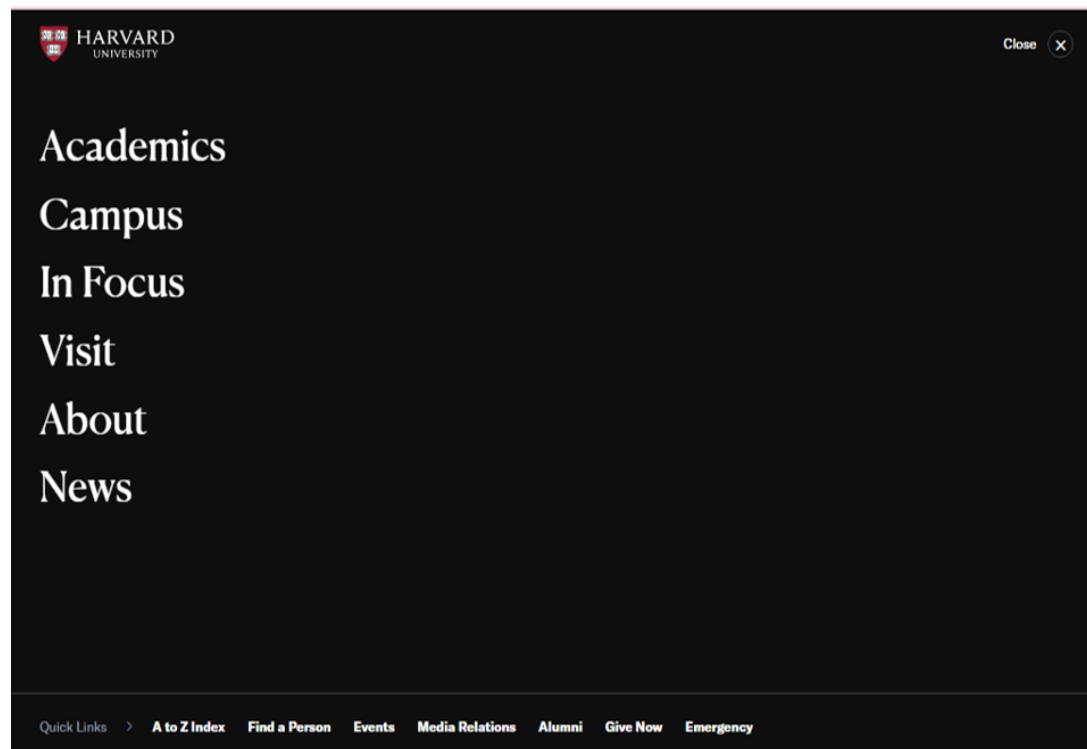 HARVARD
UNIVERSITY
Close
Academics
Campus
In Focus
Visit
About
News
Quick Links > A to Z Index Find a Person Events Media Relations Alumni Give Now Emergency